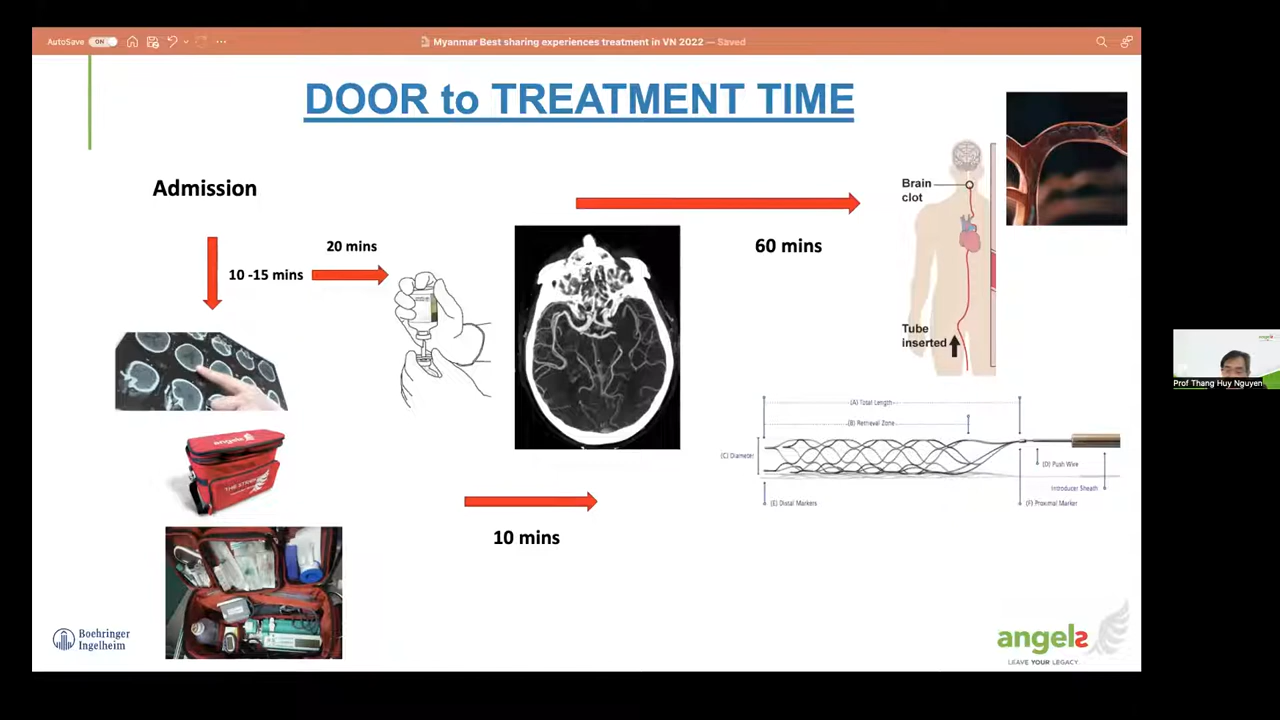 AutoSave ON
Myanmar Best sharing experiences treatment in VN 2022 — Saved
DOOR to TREATMENT TIME
Admission
20 mins
10 -15 mins
60 mins
Brain
clot
Tube
inserted
(A) Total Length
(B) Retrieval Zone
(C) Diameter
(D) Push Wire
Introducer Sheath
(E) Distal Markers
(F) Proximal Marker
angels
10 mins
Boehringer
Ingelheim
angels
LEAVE YOUR LEGACY
Prof Thang Huy Nguyen